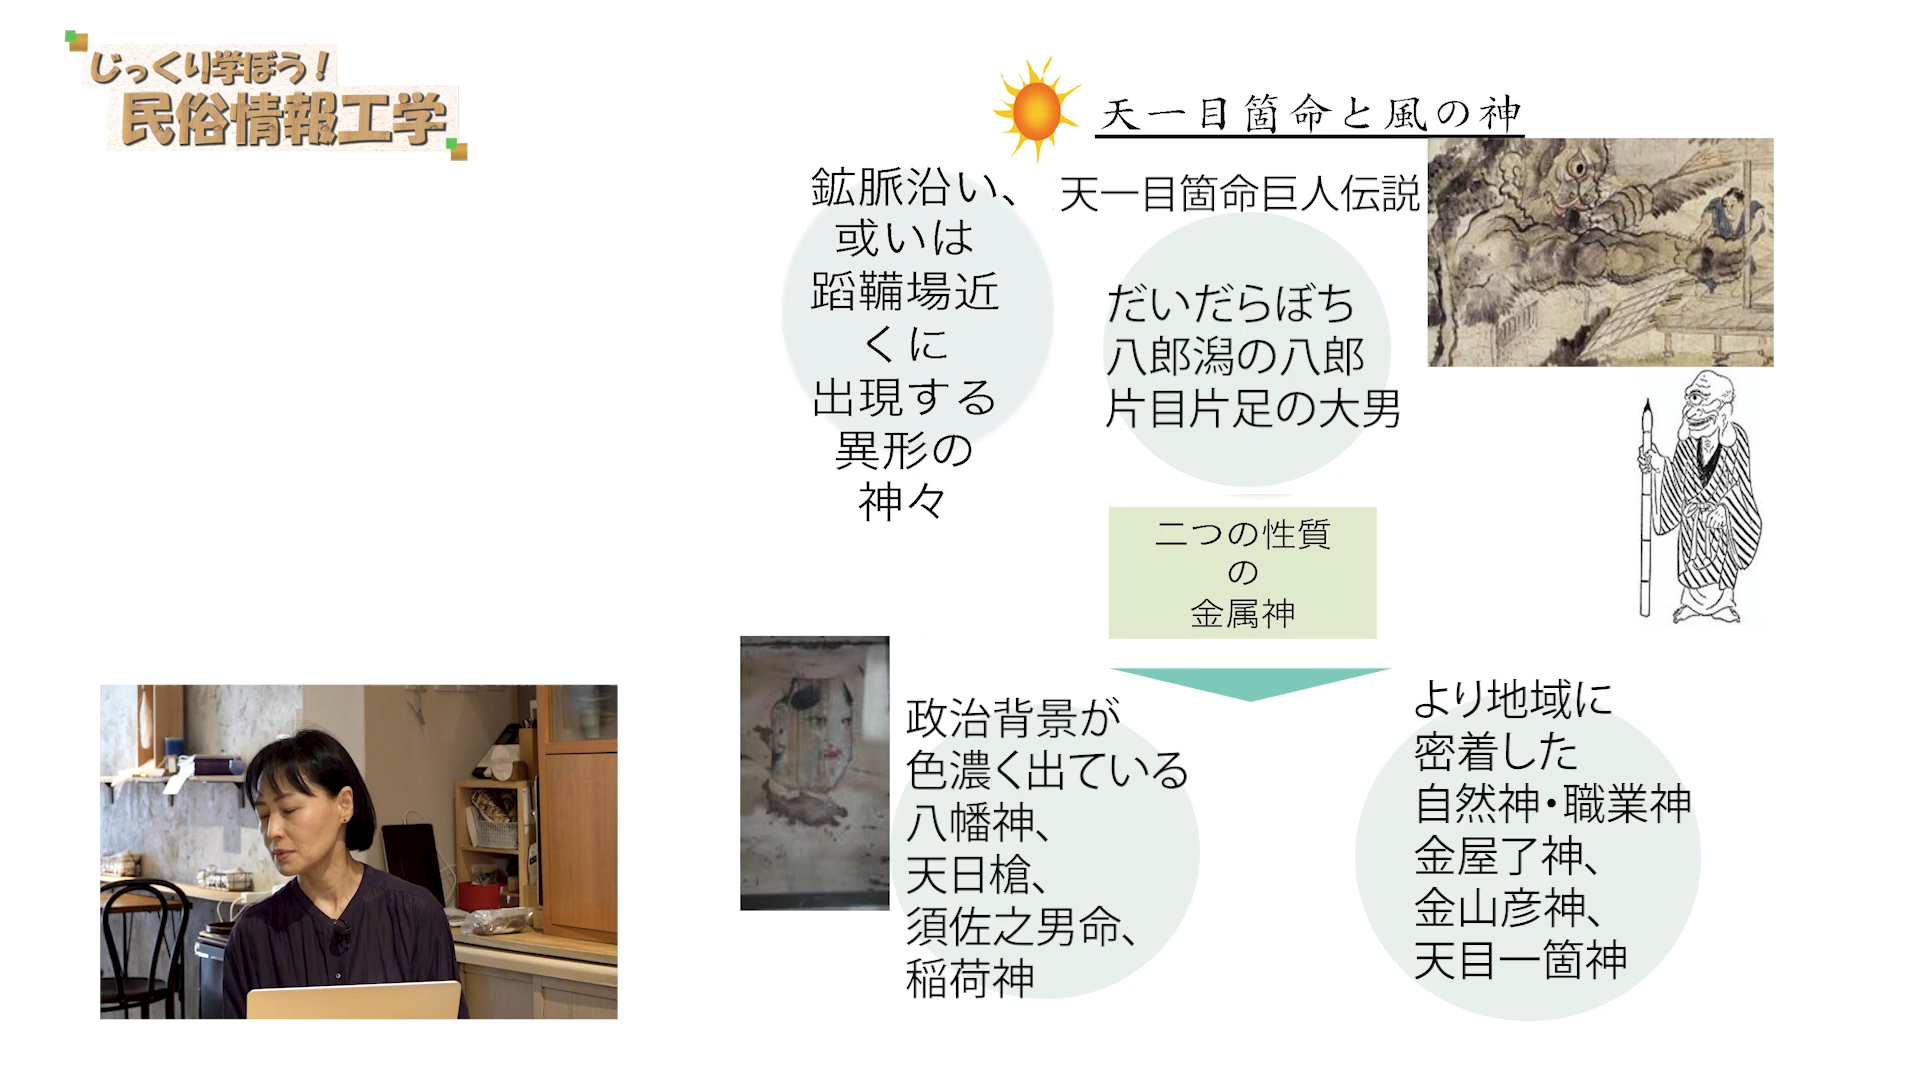 じっくり学ぼう！
民俗情報工学
天一目箇命と風の神
鉱脈沿い、
或いは
蹈鞴場近
くに
出現する
異形の
神々
天一目箇命巨人伝説
だいだらぼち
八郎潟の八郎
片目片足の大男
二つの性質
の
金属神
政治背景が
色濃く出ている
八幡神、
天日槍、
須佐之男命、
稲荷神
より地域に
密着した
自然神・職業神
金屋了神、
金山彦神、
天目一箇神